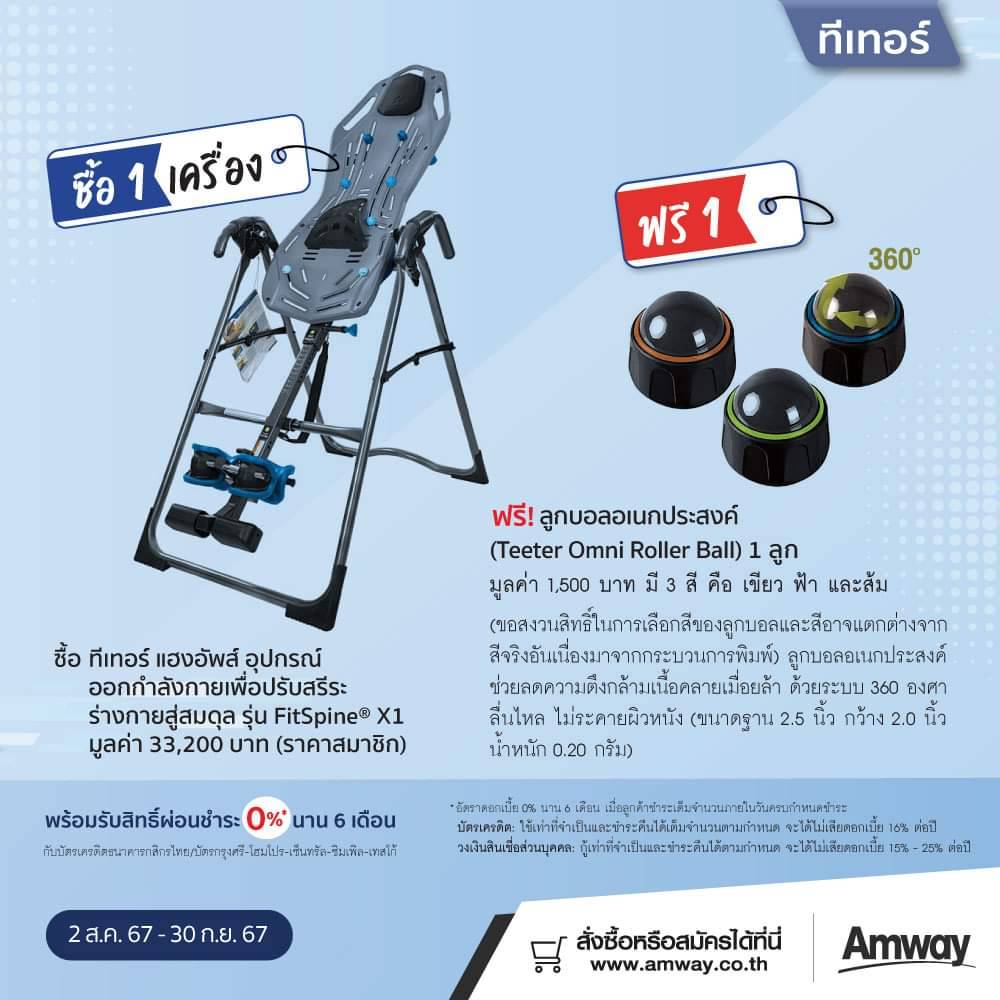 ทีเทอร์
ซื้อ 1 เครื่อง
ฟรี 1
360°
ฟรี! ลูกบอลอเนกประสงค์
(Teeter Omni Roller Ball) 1 ลูก
มูลค่า 1,500 บาท มี 3 สี คือ เขียว ฟ้า และส้ม
(ขอสงวนสิทธิ์ในการเลือกสีของลูกบอลและสีอาจแตกต่างจาก
สีจริงอันเนื่องมาจากกระบวนการพิมพ์) ลูกบอลอเนกประสงค์
ช่วยลดความตึงกล้ามเนื้อคลายเมื่อยล้า ด้วยระบบ 360 องศา
ลื่นไหล ไม่ระคายผิวหนัง (ขนาดฐาน 2.5 นิ้ว กว้าง 2.0 นิ้ว
น้ำหนัก 0.20 กรัม)
ซื้อ ทีเทอร์ แฮงอัพส์ อุปกรณ์
ออกกำลังกายเพื่อปรับสรีระ
ร่างกายสู่สมดุล รุ่น FitSpine® X1
มูลค่า 33,200 บาท (ราคาสมาชิก)
พร้อมรับสิทธิ์ผ่อนชำระ 0%* นาน 6 เดือน
กับบัตรเครดิตธนาคารกสิกรไทย/บัตรกรุงศรี-โฮมโปร-เซ็นทรัล-ซิมเพิล-เทสโก้
*อัตราดอกเบี้ย 0% นาน 6 เดือน เมื่อลูกค้าชำระเต็มจำนวนภายในวันครบกำหนดชำระ
บัตรเครดิต: ใช้เท่าที่จำเป็นและชำระคืนได้เต็มจำนวนตามกำหนด จะได้ไม่เสียดอกเบี้ย 16% ต่อปี
วงเงินสินเชื่อส่วนบุคคล: กู้เท่าที่จำเป็นและชำระคืนได้ตามกำหนด จะได้ไม่เสียดอกเบี้ย 15% - 25% ต่อปี
2 ส.ค. 67 - 30 ก.ย. 67
สั่งซื้อหรือสมัครได้ที่นี่
www.amway.co.th
Amway